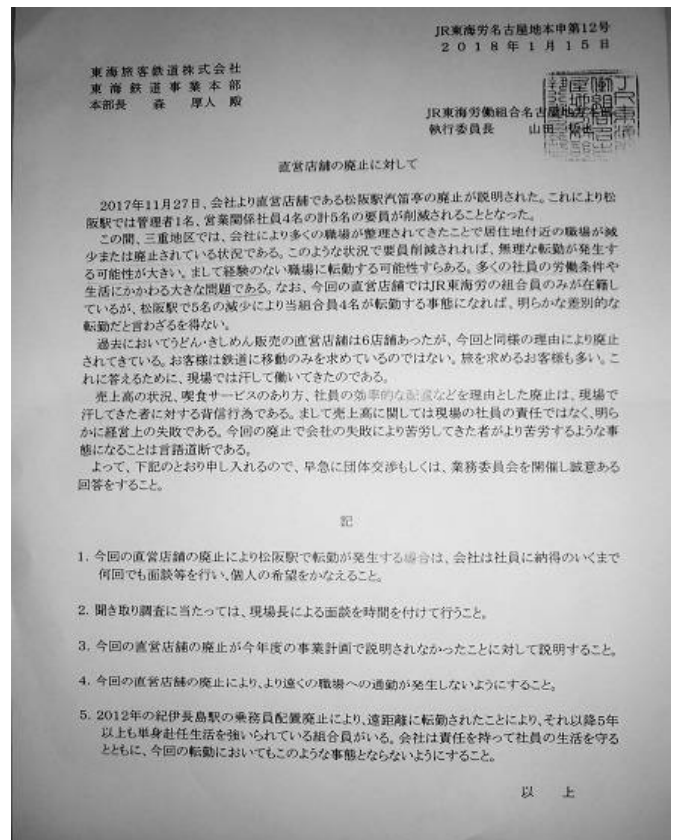 JR東海労名古屋地本申第12号
2018年1月15日
東海旅客鉄道株式会社
東海鉄道事業本部
本部長 森 厚人 殿
JR東海労働組合名古屋地方本部
執行委員長 山田
直営店舗の廃止に対して
2017年11月27日、会社より直営店舗である松阪駅汽笛亭の廃止が説明された。これにより松
阪駅では管理者1名、営業関係社員4名の計5名の要員が削減されることとなった。
この間、三重地区では、会社により多くの職場が整理されてきたことで居住地付近の職場が減
少または廃止されている状況である。このような状況で要員削減されれば、無理な転勤が発生す
る可能性が大きい。まして経験のない職場に転勤する可能性すらある。多くの社員の労働条件や
生活にかかわる大きな問題である。なお、今回の直営店舗ではJR東海労の組合員のみが在籍し
ているが、松阪駅で5名の減少により当組合員4名が転勤する事態になれば、明らかな差別的な
転勤だと言わざるを得ない。
過去においてうどん・きしめん販売の直営店舗は6店舗あったが、今回と同様の理由により廃止
されてきている。お客様は鉄道に移動のみを求めているのではない。旅を求めるお客様も多い。こ
れに答えるために、現場では汗して働いてきたのである。
売上高の状況、喫食サービスのあり方、社員の効率的な配置などを理由とした廃止は、現場で
汗してきた者に対する背信行為である。まして売上高に関しては現場の社員の責任ではなく、明ら
かに経営上の失敗である。今回の廃止で会社の失敗により苦労してきた者がより苦労するような事
態になることは言語道断である。
よって、下記のとおり申し入れるので、早急に団体交渉もしくは、業務委員会を開催し誠意ある
回答をすること。
記
1. 今回の直営店舗の廃止により松阪駅で転勤が発生する場合は、会社は社員に納得のいくまで
何回でも面談等を行い、個人の希望をかなえること。
2. 聞き取り調査に当たっては、現場長による面談を時間を付けて行うこと。
3. 今回の直営店舗の廃止が今年度の事業計画で説明されなかったことに対して説明すること。
4. 今回の直営店舗の廃止により、より遠くの職場への通勤が発生しないようにすること。
5. 2012年の紀伊長島駅の乗務員配置廃止により、遠距離に転勤されたことにより、それ以降5年
以上も単身赴任生活を強いられている組合員がいる。会社は責任を持って社員の生活を守る
とともに、今回の転勤においてもこのような事態とならないようにすること。
以 上